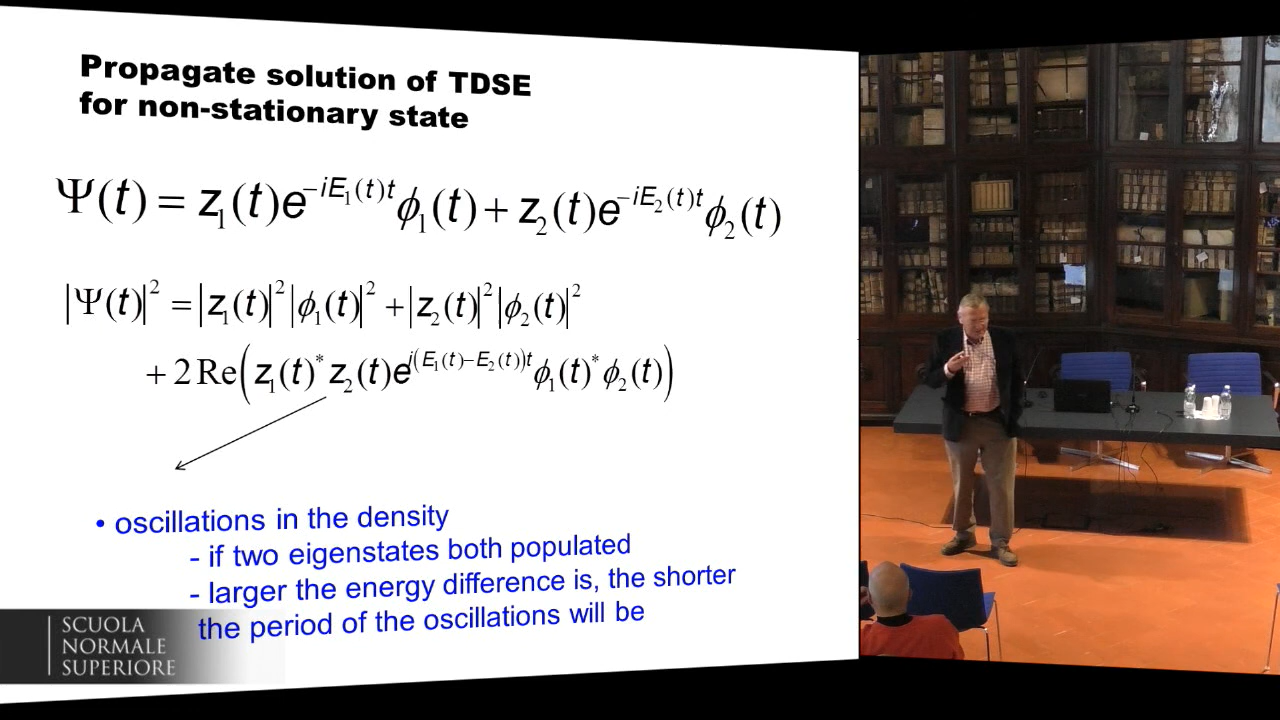 Propagate solution of TDSE
for non-stationary state
Ψ(t) = z₁(t)e^{−iE₁(t)t}ϕ₁(t) + z₂(t)e^{−iE₂(t)t}ϕ₂(t)
|Ψ(t)|² = |z₁(t)|²|ϕ₁(t)|² + |z₂(t)|²|ϕ₂(t)|²
+ 2 Re(z₁(t)* z₂(t)e^{i(E₁(t)−E₂(t))t}ϕ₁(t)* ϕ₂(t))
• oscillations in the density
- if two eigenstates both populated
- larger the energy difference is, the shorter
the period of the oscillations will be
SCUOLA
NORMALE
SUPERIORE